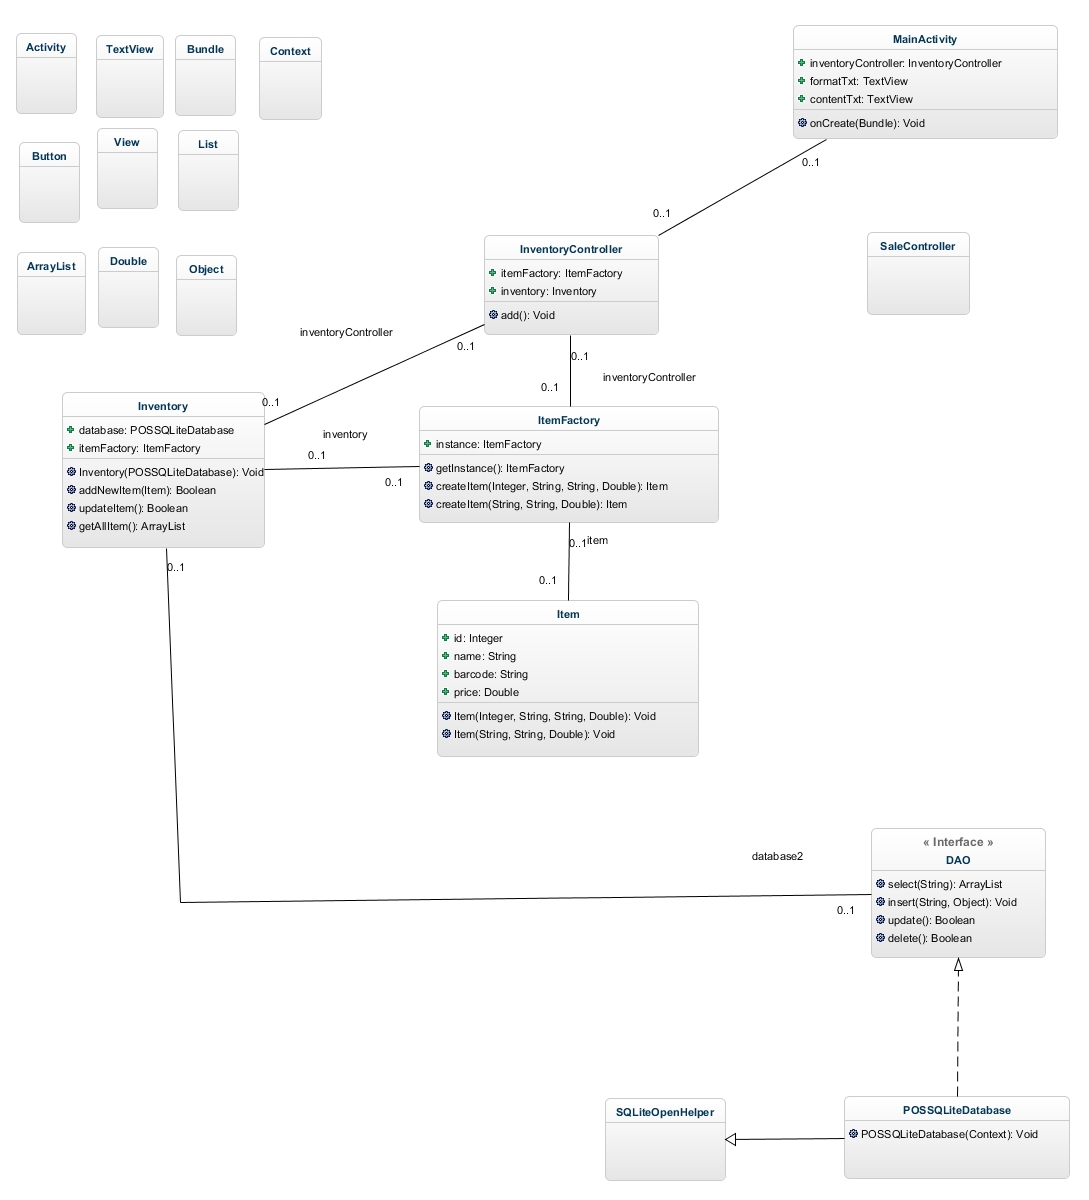 Activity
TextView
Bundle
Context
MainActivity
inventoryController: InventoryController
formatTxt: TextView
contentTxt: TextView
onCreate(Bundle): Void
Button
View
List
0..1
0..1
ArrayList
Double
Object
InventoryController
itemFactory: ItemFactory
inventory: Inventory
add(): Void
SaleController
inventoryController
0..1
0..1
0..1
inventoryController
0..1
Inventory
database: POSSQLiteDatabase
itemFactory: ItemFactory
Inventory(POSSQLiteDatabase): Void
addNewItem(Item): Boolean
updateItem(): Boolean
getAllItem(): ArrayList
inventory
0..1
0..1
ItemFactory
instance: ItemFactory
getInstance(): ItemFactory
createItem(Integer, String, String, Double): Item
createItem(String, String, Double): Item
0..1
item
0..1
0..1
Item
id: Integer
name: String
barcode: String
price: Double
Item(Integer, String, String, Double): Void
Item(String, String, Double): Void
database2
0..1
« Interface »
DAO
select(String): ArrayList
insert(String, Object): Void
update(): Boolean
delete(): Boolean
SQLiteOpenHelper
POSSQLiteDatabase
POSSQLiteDatabase(Context): Void